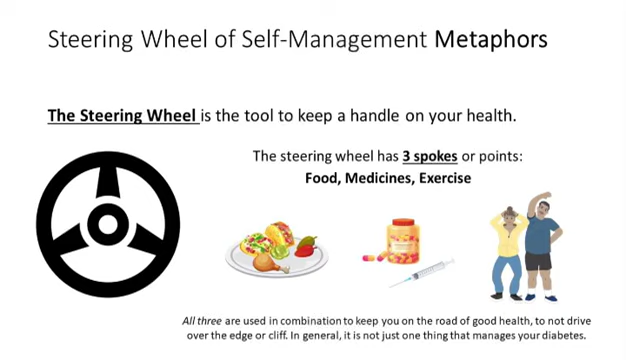 Steering Wheel of Self-Management Metaphors
The Steering Wheel is the tool to keep a handle on your health.
The steering wheel has 3 spokes or points:
Food, Medicines, Exercise
All three are used in combination to keep you on the road of good health, to not drive
over the edge or cliff. In general, it is not just one thing that manages your diabetes.